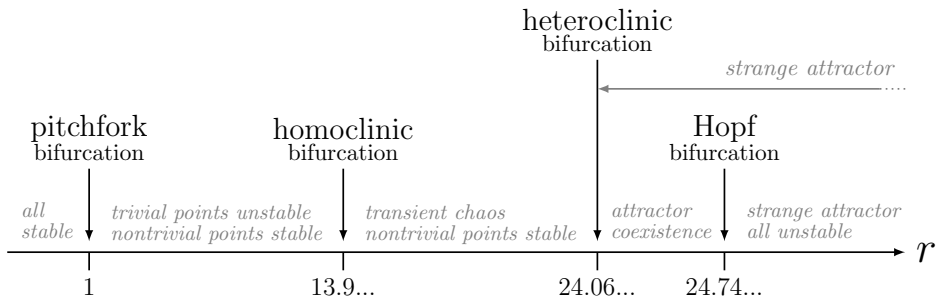 heteroclinic
bifurcation
strange attractor
pitchfork
bifurcation
homoclinic
bifurcation
Hopf
bifurcation
all
stable
trivial points unstable
nontrivial points stable
transient chaos
nontrivial points stable
attractor
coexistence
strange attractor
all unstable
r
1
13.9...
24.06...
24.74...